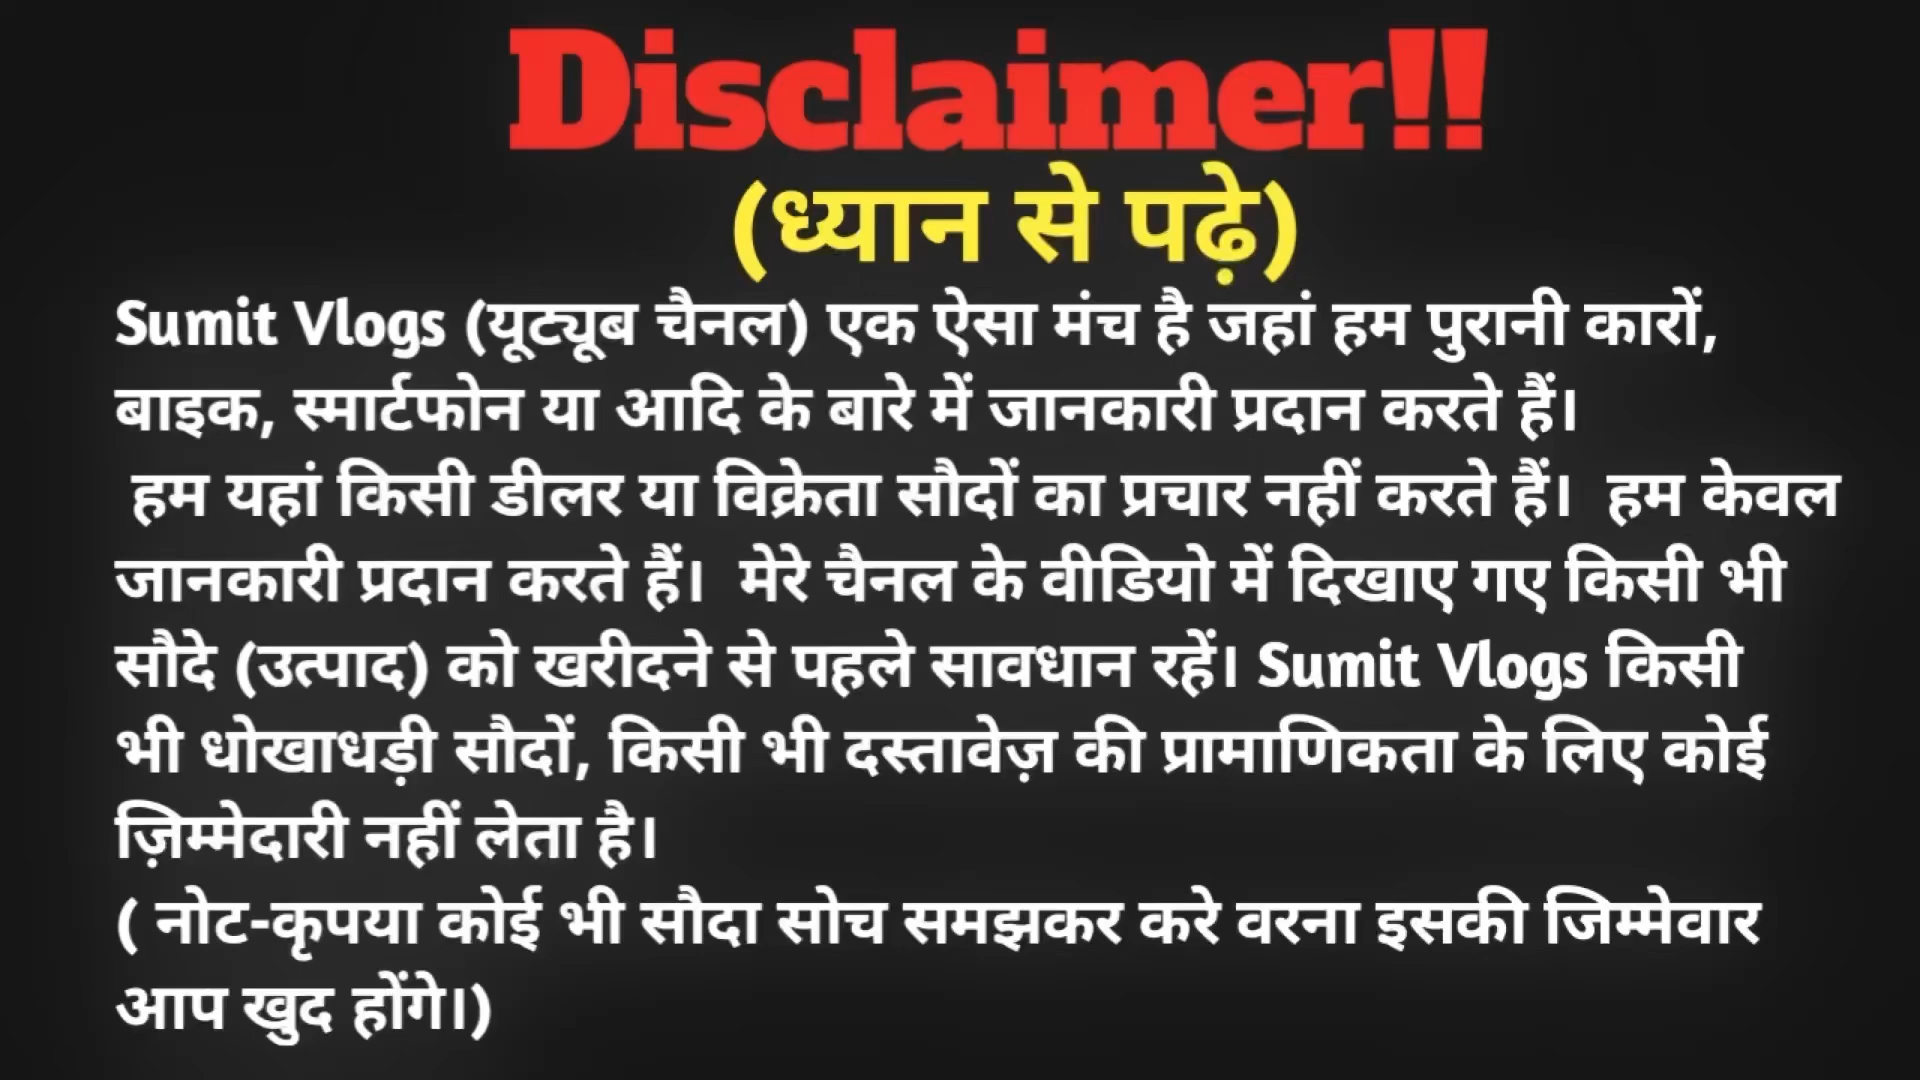 Disclaimer!!
(ध्यान से पढ़े)
Sumit Vlogs (यूट्यूब चैनल) एक ऐसा मंच है जहां हम पुरानी कारों,
बाइक, स्मार्टफोन या आदि के बारे में जानकारी प्रदान करते हैं।
हम यहां किसी डीलर या विक्रेता सौदों का प्रचार नहीं करते हैं। हम केवल
जानकारी प्रदान करते हैं। मेरे चैनल के वीडियो में दिखाए गए किसी भी
सौदे (उत्पाद) को खरीदने से पहले सावधान रहें। Sumit Vlogs किसी
भी धोखाधड़ी सौदों, किसी भी दस्तावेज़ की प्रामाणिकता के लिए कोई
ज़िम्मेदारी नहीं लेता है।
( नोट-कृपया कोई भी सौदा सोच समझकर करे वरना इसकी जिम्मेवार
आप खुद होंगे।)